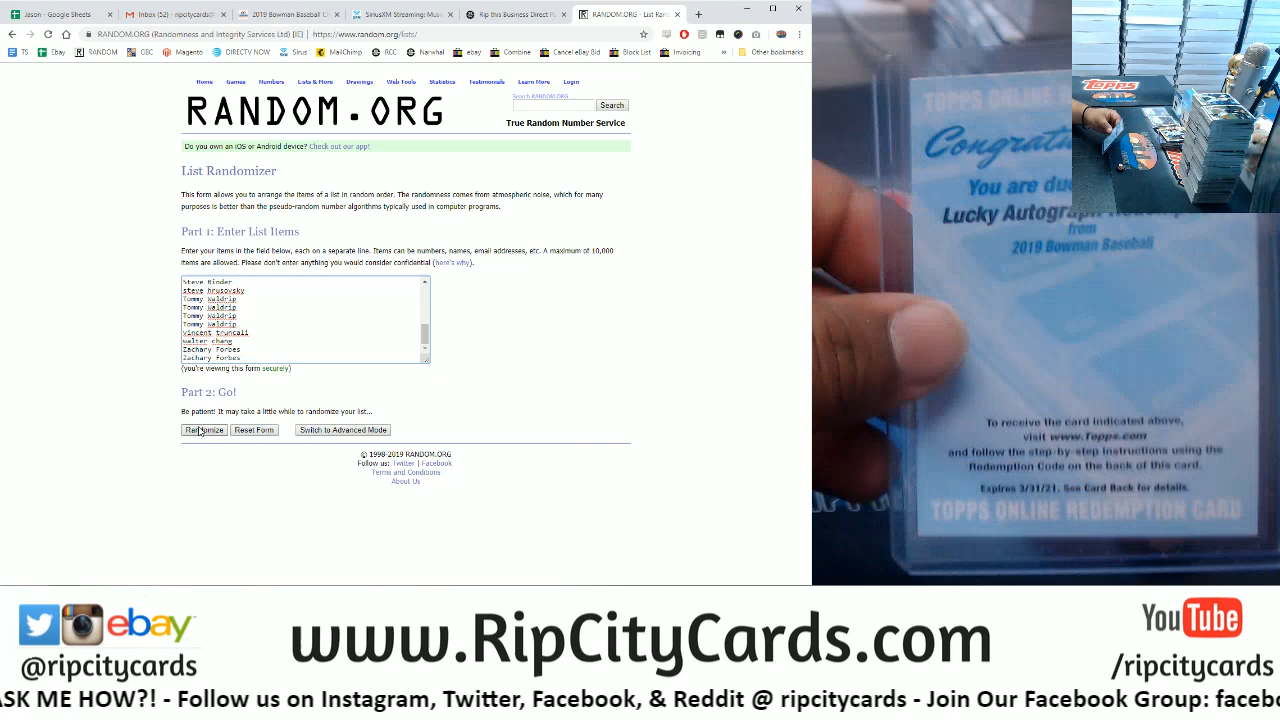 Jason - Google Sheets
Inbox (52) - ripcitycards@
2019 Bowman Baseball
SiriusXM Streaming: Mus
Rip this Business Direct
RANDOM.ORG - List Ran
RANDOM.ORG (Randomness and Integrity Services Ltd) [IE] | https://www.random.org/lists/
TS Ebay RANDOM GBC Magento DIRECTV NOW Sirus MailChimp RCC Narwhal ebay Combine Cancel eBay Bid Block List Invoicing » Other bookmarks
Home Games Numbers Lists & More Drawings Web Tools Statistics Testimonials Learn More Login
RANDOM.ORG
Search RANDOM.ORG
Search
True Random Number Service
Do you own an iOS or Android device? Check out our app!
List Randomizer
This form allows you to arrange the items of a list in random order. The randomness comes from atmospheric noise, which for many
purposes is better than the pseudo-random number algorithms typically used in computer programs.
Part 1: Enter List Items
Enter your items in the field below, each on a separate line. Items can be numbers, names, email addresses, etc. A maximum of 10,000
items are allowed. Please don't enter anything you would consider confidential (here's why).
Steve Binder
steve hrusovsky
Tommy Waldrip
Tommy Waldrip
Tommy Waldrip
Tommy Waldrip
vincent truncali
walter chang
Zachary Forbes
Zachary Forbes
(you're viewing this form securely)
Part 2: Go!
Be patient! It may take a little while to randomize your list...
Randomize Reset Form Switch to Advanced Mode
© 1998-2019 RANDOM.ORG
Follow us: Twitter | Facebook
Terms and Conditions
About Us
TOPPS
Congratu
You are du
Lucky Autograph
from
2019 Bowman Baseball
To receive the card indicated above,
visit www.Topps.com
and follow the step-by-step instructions using the
Redemption Code on the back of this card.
Expires 3/31/21. See Card Back for details.
TOPPS ONLINE REDEMPTION CARD
Topps
ebay
@ripcitycards
www.RipCityCards.com
YouTube
/ripcitycards
ASK ME HOW?! - Follow us on Instagram, Twitter, Facebook, & Reddit @ ripcitycards - Join Our Facebook Group: facebo